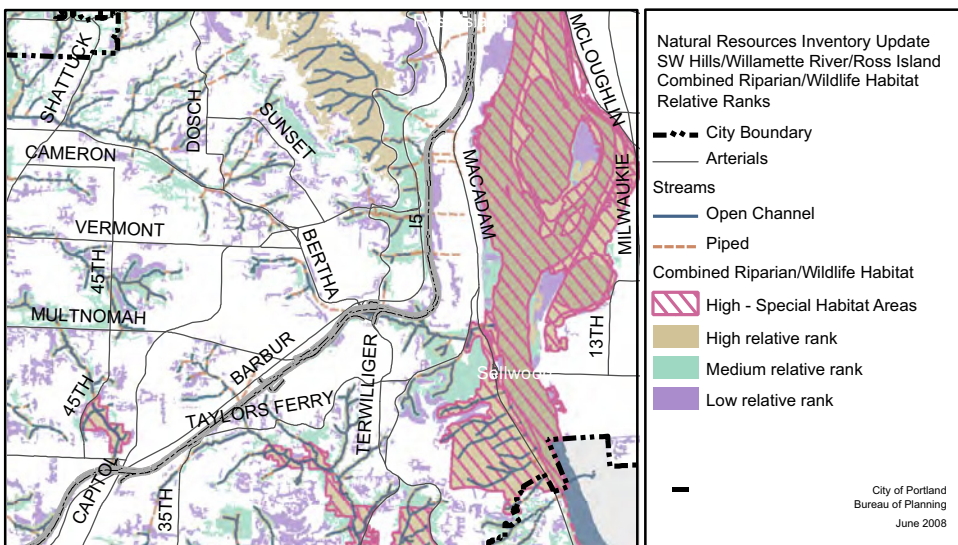 SHATTUCK
DOSCH
SUNSET
CAMERON
VERMONT
45TH
BERTHA
I5
MACADAM
MCLOUGHLIN
MILWAUKIE
MULTNOMAH
BARBUR
13TH
Sellwood
45TH
TAYLORS FERRY
TERWILLIGER
CAPITOL
35TH
Natural Resources Inventory Update
SW Hills/Willamette River/Ross Island
Combined Riparian/Wildlife Habitat
Relative Ranks
City Boundary
Arterials
Streams
Open Channel
Piped
Combined Riparian/Wildlife Habitat
High - Special Habitat Areas
High relative rank
Medium relative rank
Low relative rank
City of Portland
Bureau of Planning
June 2008